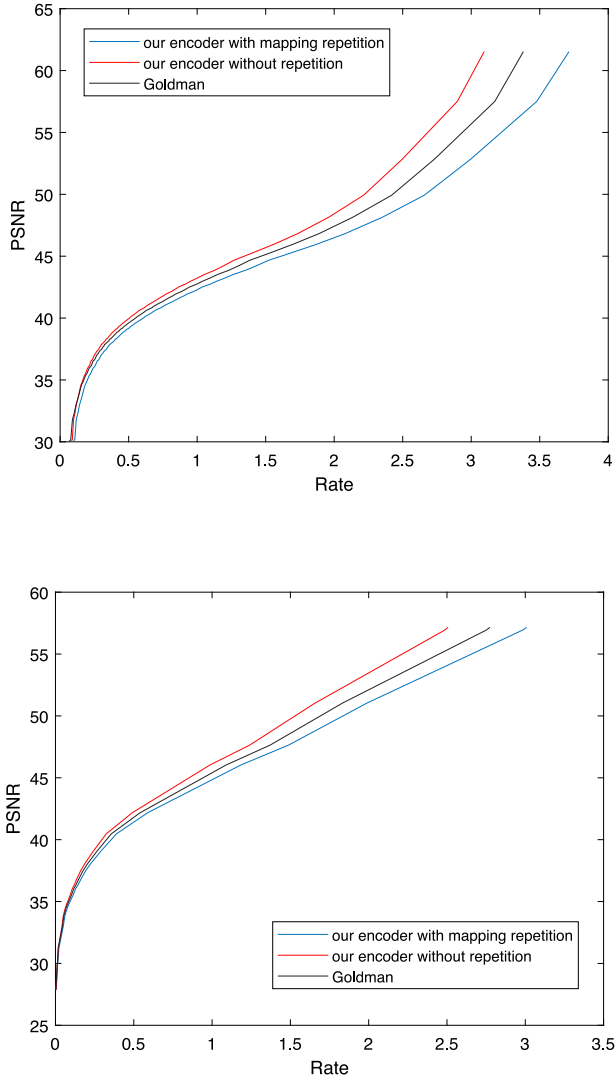 65
60
55
50
45
40
35
30
PSNR
our encoder with mapping repetition
our encoder without repetition
Goldman
0 0.5 1 1.5 2 2.5 3 3.5 4
Rate
60
55
50
45
40
35
30
25
PSNR
our encoder with mapping repetition
our encoder without repetition
Goldman
0 0.5 1 1.5 2 2.5 3 3.5
Rate